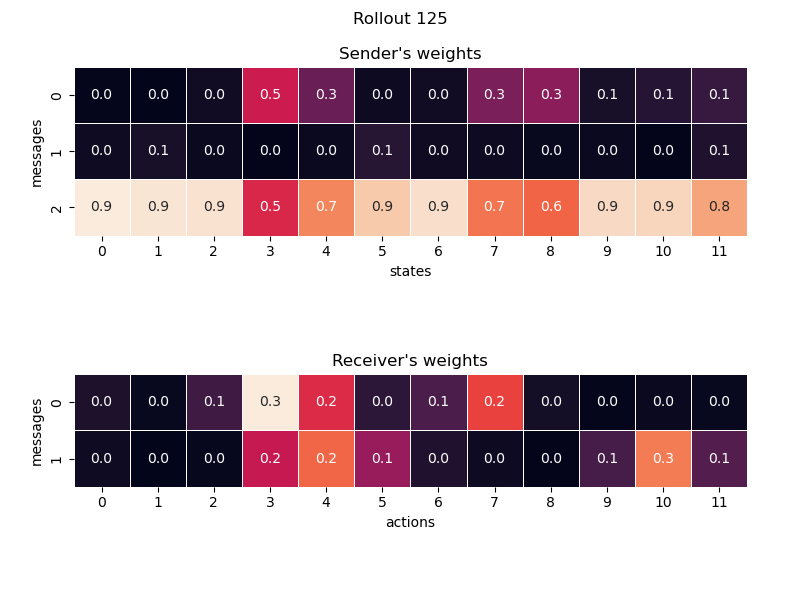 Rollout 125
Sender's weights
messages
0 0.0 0.0 0.0 0.5 0.3 0.0 0.0 0.3 0.3 0.1 0.1 0.1
1 0.0 0.1 0.0 0.0 0.0 0.1 0.0 0.0 0.0 0.0 0.0 0.1
2 0.9 0.9 0.9 0.5 0.7 0.9 0.9 0.7 0.6 0.9 0.9 0.8
0 1 2 3 4 5 6 7 8 9 10 11
states
Receiver's weights
messages
0 0.0 0.0 0.1 0.3 0.2 0.0 0.1 0.2 0.0 0.0 0.0 0.0
1 0.0 0.0 0.0 0.2 0.2 0.1 0.0 0.0 0.0 0.1 0.3 0.1
0 1 2 3 4 5 6 7 8 9 10 11
actions